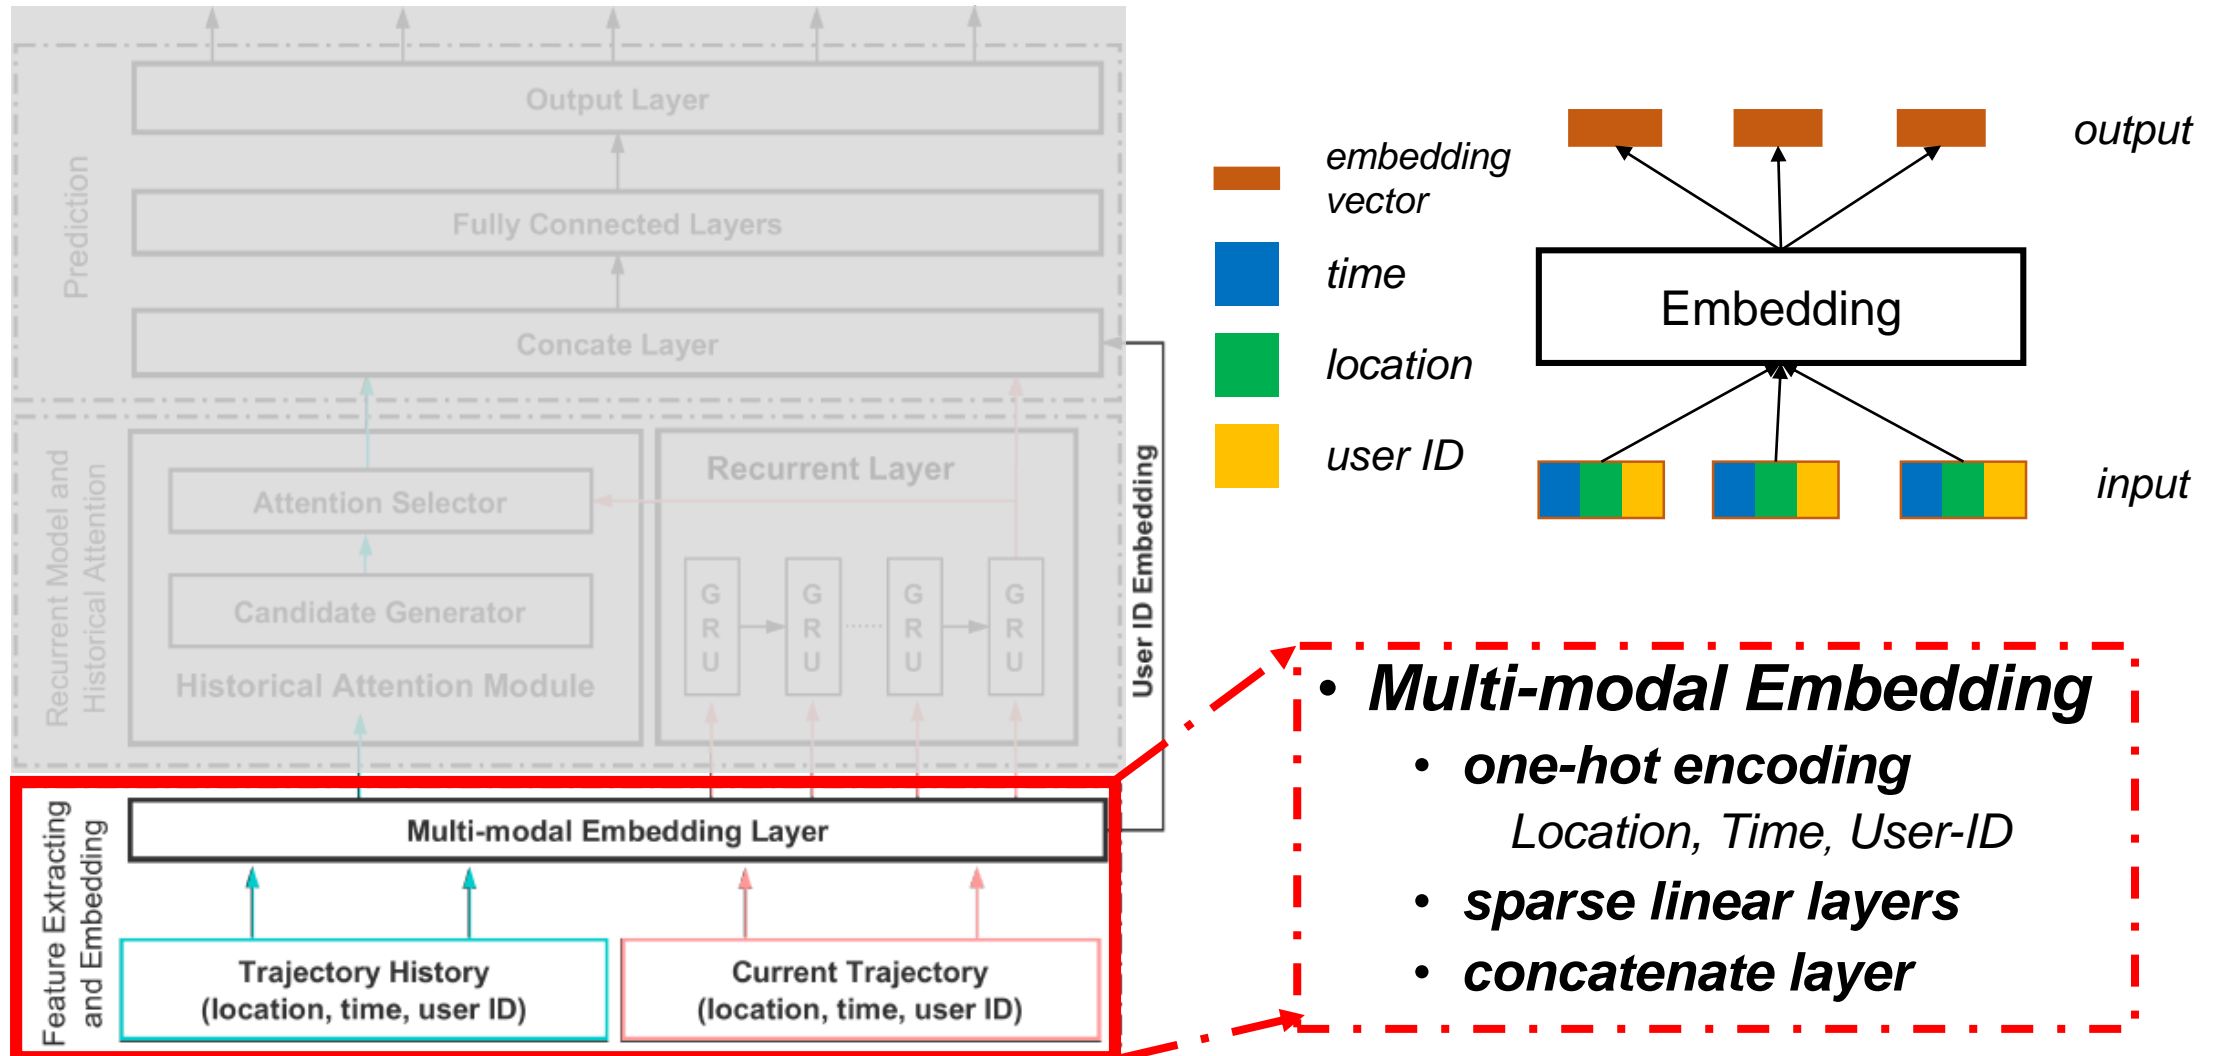 Output Layer
Fully Connected Layers
Concate Layer
Prediction
Attention Selector
Candidate Generator
Historical Attention Module
Recurrent Layer
G
R
U
G
R
U
......
G
R
U
G
R
U
Recurrent Model and
Historical Attention
User ID Embedding
Multi-modal Embedding Layer
Feature Extracting
and Embedding
Trajectory History
(location, time, user ID)
Current Trajectory
(location, time, user ID)
embedding
vector
time
location
user ID
output
Embedding
input
• Multi-modal Embedding
• one-hot encoding
Location, Time, User-ID
• sparse linear layers
• concatenate layer